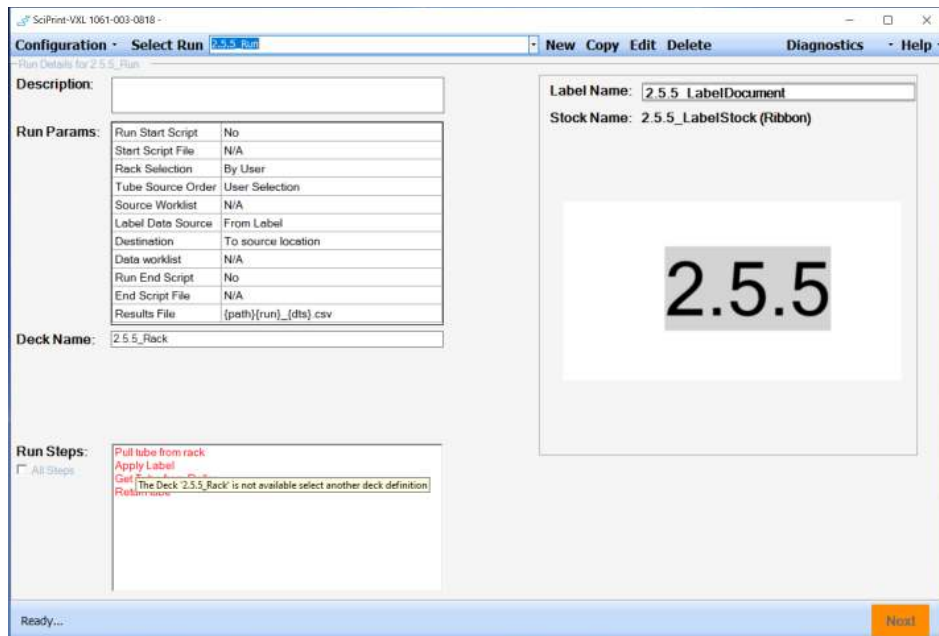 SciPrint-VXL 1061-003-0818 -
Configuration Select Run 2.5.5_Run New Copy Edit Delete Diagnostics Help
Run Details for 2.5.5_Run
Description:
Label Name: 2.5.5_LabelDocument
Stock Name: 2.5.5_LabelStock (Ribbon)
Run Params:
Run Start Script No
Start Script File N/A
Rack Selection By User
Tube Source Order User Selection
Source Worklist N/A
Label Data Source From Label
Destination To source location
Data worklist N/A
Run End Script No
End Script File N/A
Results File {path}{run}_{dts}.csv
2.5.5
Deck Name: 2.5.5_Rack
Run Steps:
All Steps
Pull tube from rack
Apply Label
Get
The Deck '2.5.5_Rack' is not available select another deck definition
Return tube
Ready...
Next